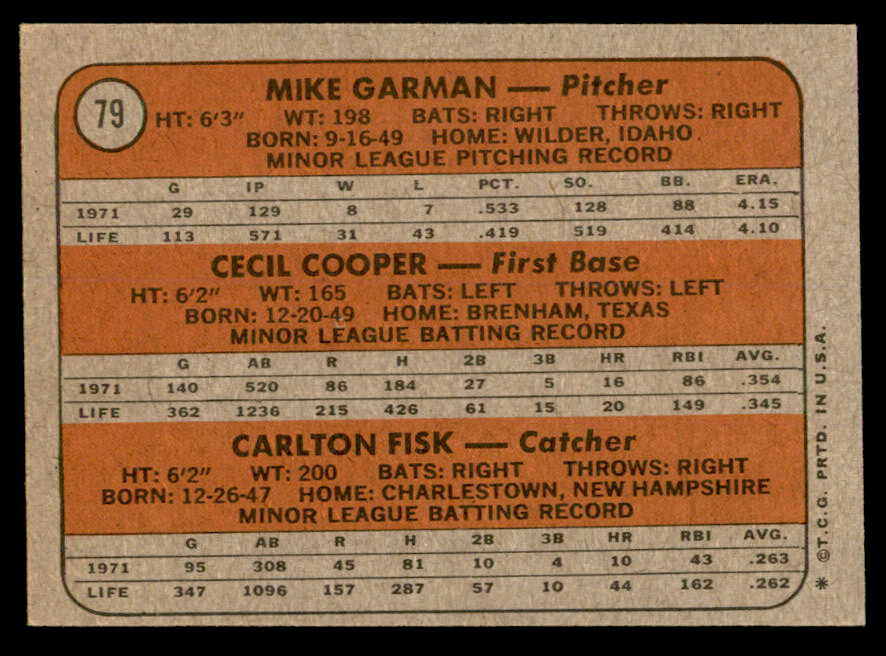 79
MIKE GARMAN — Pitcher
HT: 6'3" WT: 198 BATS: RIGHT THROWS: RIGHT
BORN: 9-16-49 HOME: WILDER, IDAHO
MINOR LEAGUE PITCHING RECORD
G IP W L PCT. SO. BB. ERA.
1971 29 129 8 7 .533 128 88 4.15
LIFE 113 571 31 43 .419 519 414 4.10
CECIL COOPER — First Base
HT: 6'2" WT: 165 BATS: LEFT THROWS: LEFT
BORN: 12-20-49 HOME: BRENHAM, TEXAS
MINOR LEAGUE BATTING RECORD
G AB R H 2B 3B HR RBI AVG.
1971 140 520 86 184 27 5 16 86 .354
LIFE 362 1236 215 426 61 15 20 149 .345
CARLTON FISK — Catcher
HT: 6'2" WT: 200 BATS: RIGHT THROWS: RIGHT
BORN: 12-26-47 HOME: CHARLESTOWN, NEW HAMPSHIRE
MINOR LEAGUE BATTING RECORD
G AB R H 2B 3B HR RBI AVG.
1971 95 308 45 81 10 4 10 43 .263
LIFE 347 1096 157 287 57 10 44 162 .262
* ©T.C.G. PRTD. IN U.S.A.